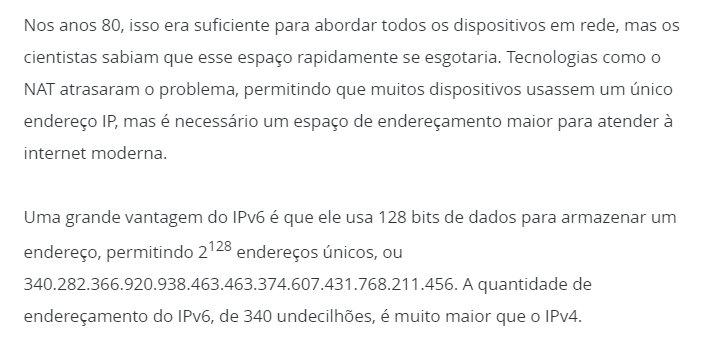 Nos anos 80, isso era suficiente para abordar todos os dispositivos em rede, mas os
cientistas sabiam que esse espaço rapidamente se esgotaria. Tecnologias como o
NAT atrasaram o problema, permitindo que muitos dispositivos usassem um único
endereço IP, mas é necessário um espaço de endereçamento maior para atender à
internet moderna.
Uma grande vantagem do IPv6 é que ele usa 128 bits de dados para armazenar um
endereço, permitindo 2¹²⁸ endereços únicos, ou
340.282.366.920.938.463.463.374.607.431.768.211.456. A quantidade de
endereçamento do IPv6, de 340 undecilhões, é muito maior que o IPv4.